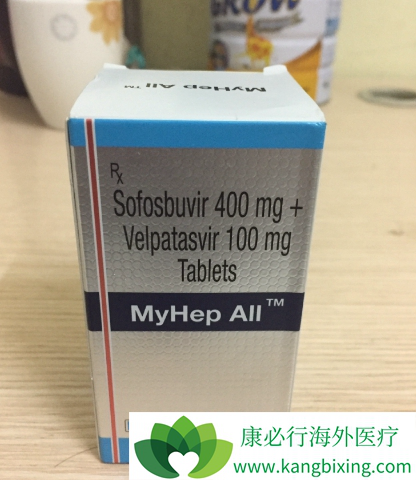 MyHep All™
Rx
Sofosbuvir 400 mg +
Velpatasvir 100 mg
Tablets
MyHep All™
康必行海外医疗
www.kangbixing.com